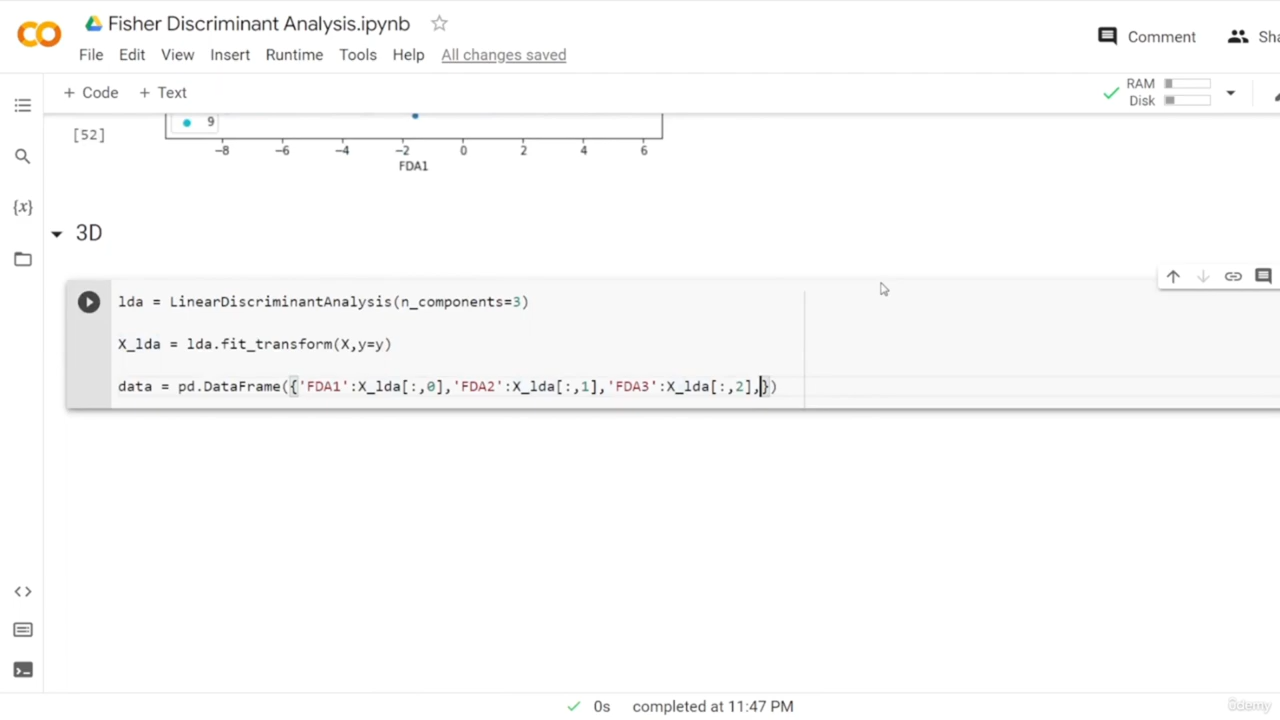 Fisher Discriminant Analysis.ipynb
File Edit View Insert Runtime Tools Help All changes saved
Comment
Sha
+ Code + Text
RAM
Disk
[52]
9
−8 −6 −4 −2 0 2 4 6
FDA1
3D
lda = LinearDiscriminantAnalysis(n_components=3)
X_lda = lda.fit_transform(X,y=y)
data = pd.DataFrame({'FDA1':X_lda[:,0],'FDA2':X_lda[:,1],'FDA3':X_lda[:,2],})
{x}
0s completed at 11:47 PM
ûdemy